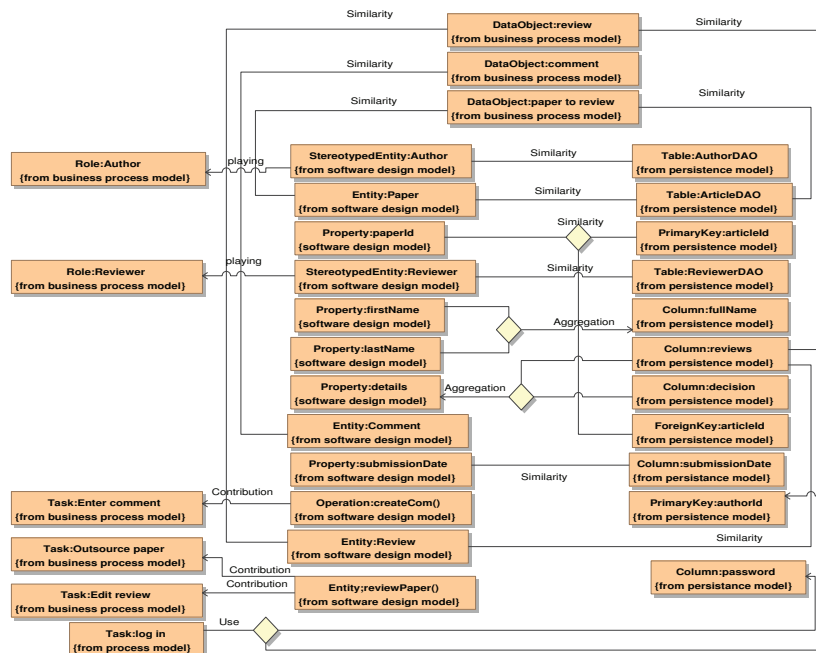 Similarity
DataObject:review
{from business process model}
Similarity
Similarity
DataObject:comment
{from business process model}
Similarity
DataObject:paper to review
{from business process model}
Similarity
Role:Author
{from business process model}
playing
StereotypedEntity:Author
{from software design model}
Similarity
Table:AuthorDAO
{from persistence model}
Entity:Paper
{from software design model}
Similarity
Table:ArticleDAO
{from persistence model}
Property:paperId
{software design model}
Similarity
PrimaryKey:articleId
{from persistence model}
Role:Reviewer
{from business process model}
playing
StereotypedEntity:Reviewer
{from software design model}
Similarity
Table:ReviewerDAO
{from persistence model}
Property:firstName
{software design model}
Aggregation
Column:fullName
{from persistence model}
Property:lastName
{software design model}
Column:reviews
{from persistence model}
Property:details
{software design model}
Aggregation
Column:decision
{from persistence model}
Entity:Comment
{from software design model}
ForeignKey:articleId
{from persistence model}
Property:submissionDate
{from software design model}
Similarity
Column:submissionDate
{from persistance model}
Task:Enter comment
{from business process model}
Contribution
Operation:createCom()
{from software design model}
PrimaryKey:authorId
{from persistence model}
Task:Outsource paper
{from business process model}
Entity:Review
{from software design model}
Similarity
Contribution
Contribution
Task:Edit review
{from business process model}
Entity;reviewPaper()
{from software design model}
Column:password
{from persistance model}
Task:log in
{from process model}
Use